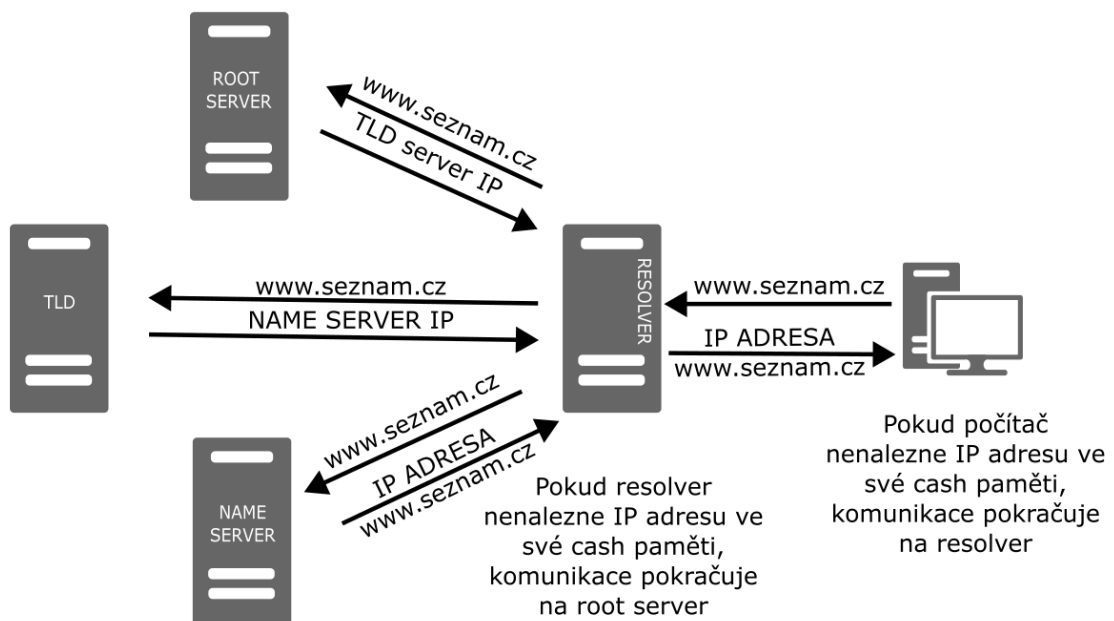 ROOT
SERVER
www.seznam.cz
TLD server IP
TLD
www.seznam.cz
NAME SERVER IP
RESOLVER
www.seznam.cz
IP ADRESA
www.seznam.cz
www.seznam.cz
IP ADRESA
www.seznam.cz
NAME
SERVER
Pokud resolver
nenalezne IP adresu ve
své cash paměti,
komunikace pokračuje
na root server
Pokud počítač
nenalezne IP adresu ve
své cash paměti,
komunikace pokračuje
na resolver